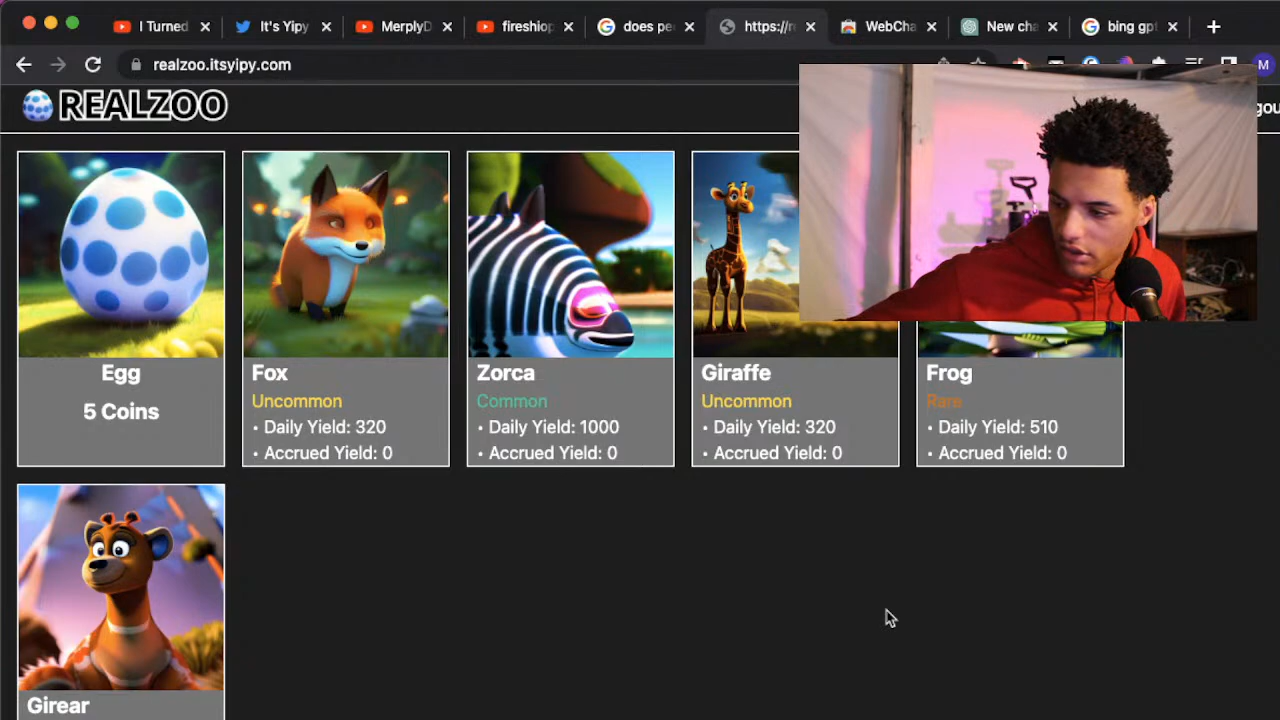 I Turned
It's Yipy
MerplyD
fireship
does pe
https://r
WebCha
New cha
bing gpt
realzoo.itsyipy.com
M
REALZOO
gou
Egg
5 Coins
Fox
Uncommon
• Daily Yield: 320
• Accrued Yield: 0
Zorca
Common
• Daily Yield: 1000
• Accrued Yield: 0
Giraffe
Uncommon
• Daily Yield: 320
• Accrued Yield: 0
Frog
Rare
• Daily Yield: 510
• Accrued Yield: 0
Girear